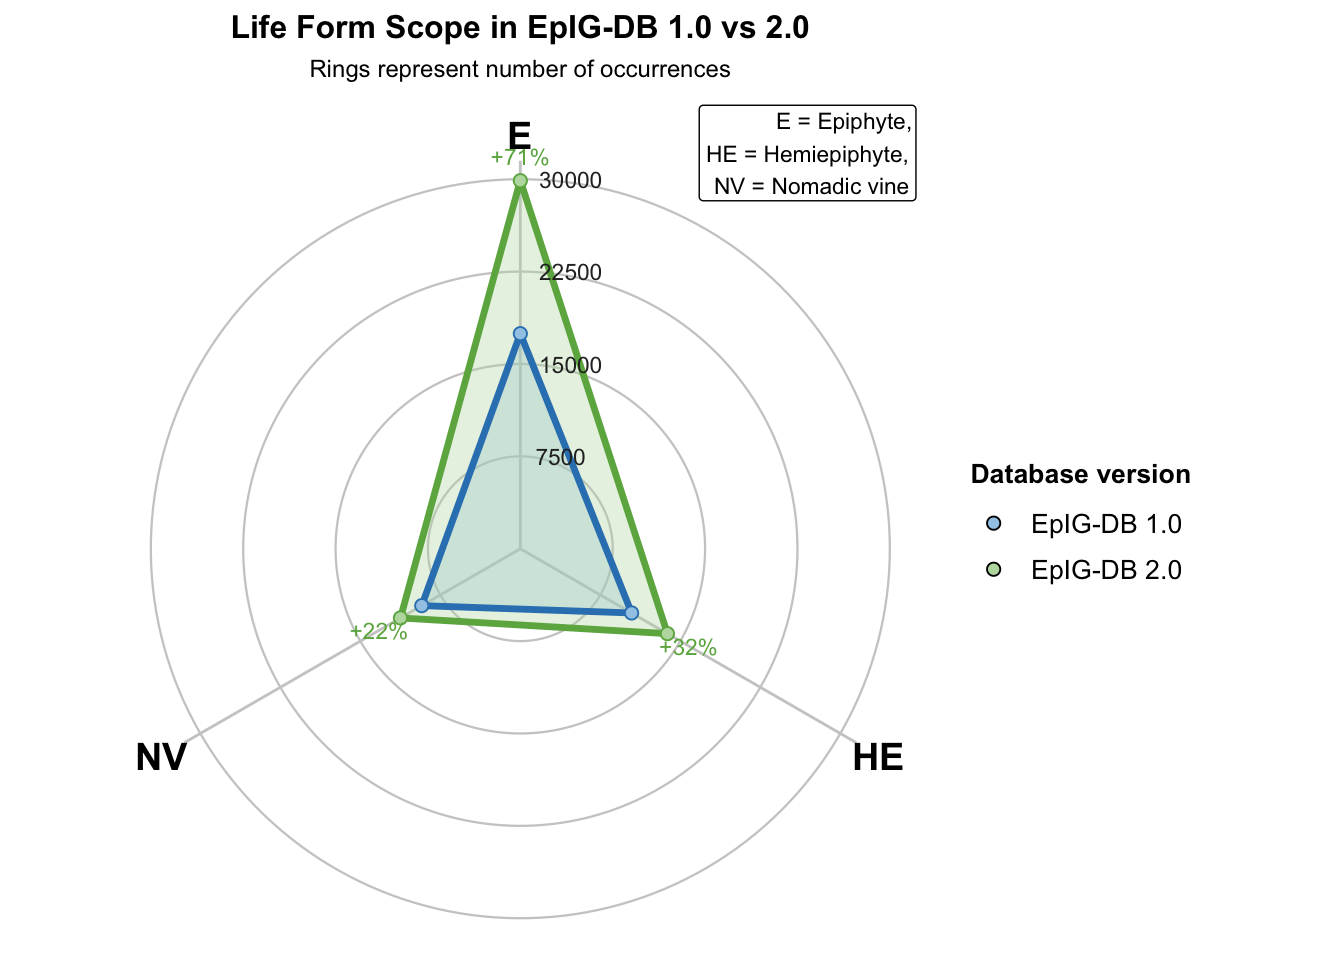 Life Form Scope in EpIG-DB 1.0 vs 2.0
Rings represent number of occurrences
E = Epiphyte,
HE = Hemiepiphyte,
NV = Nomadic vine
E
+71%
30000
22500
15000
7500
Database version
EpIG-DB 1.0
EpIG-DB 2.0
+22%
+32%
NV
HE